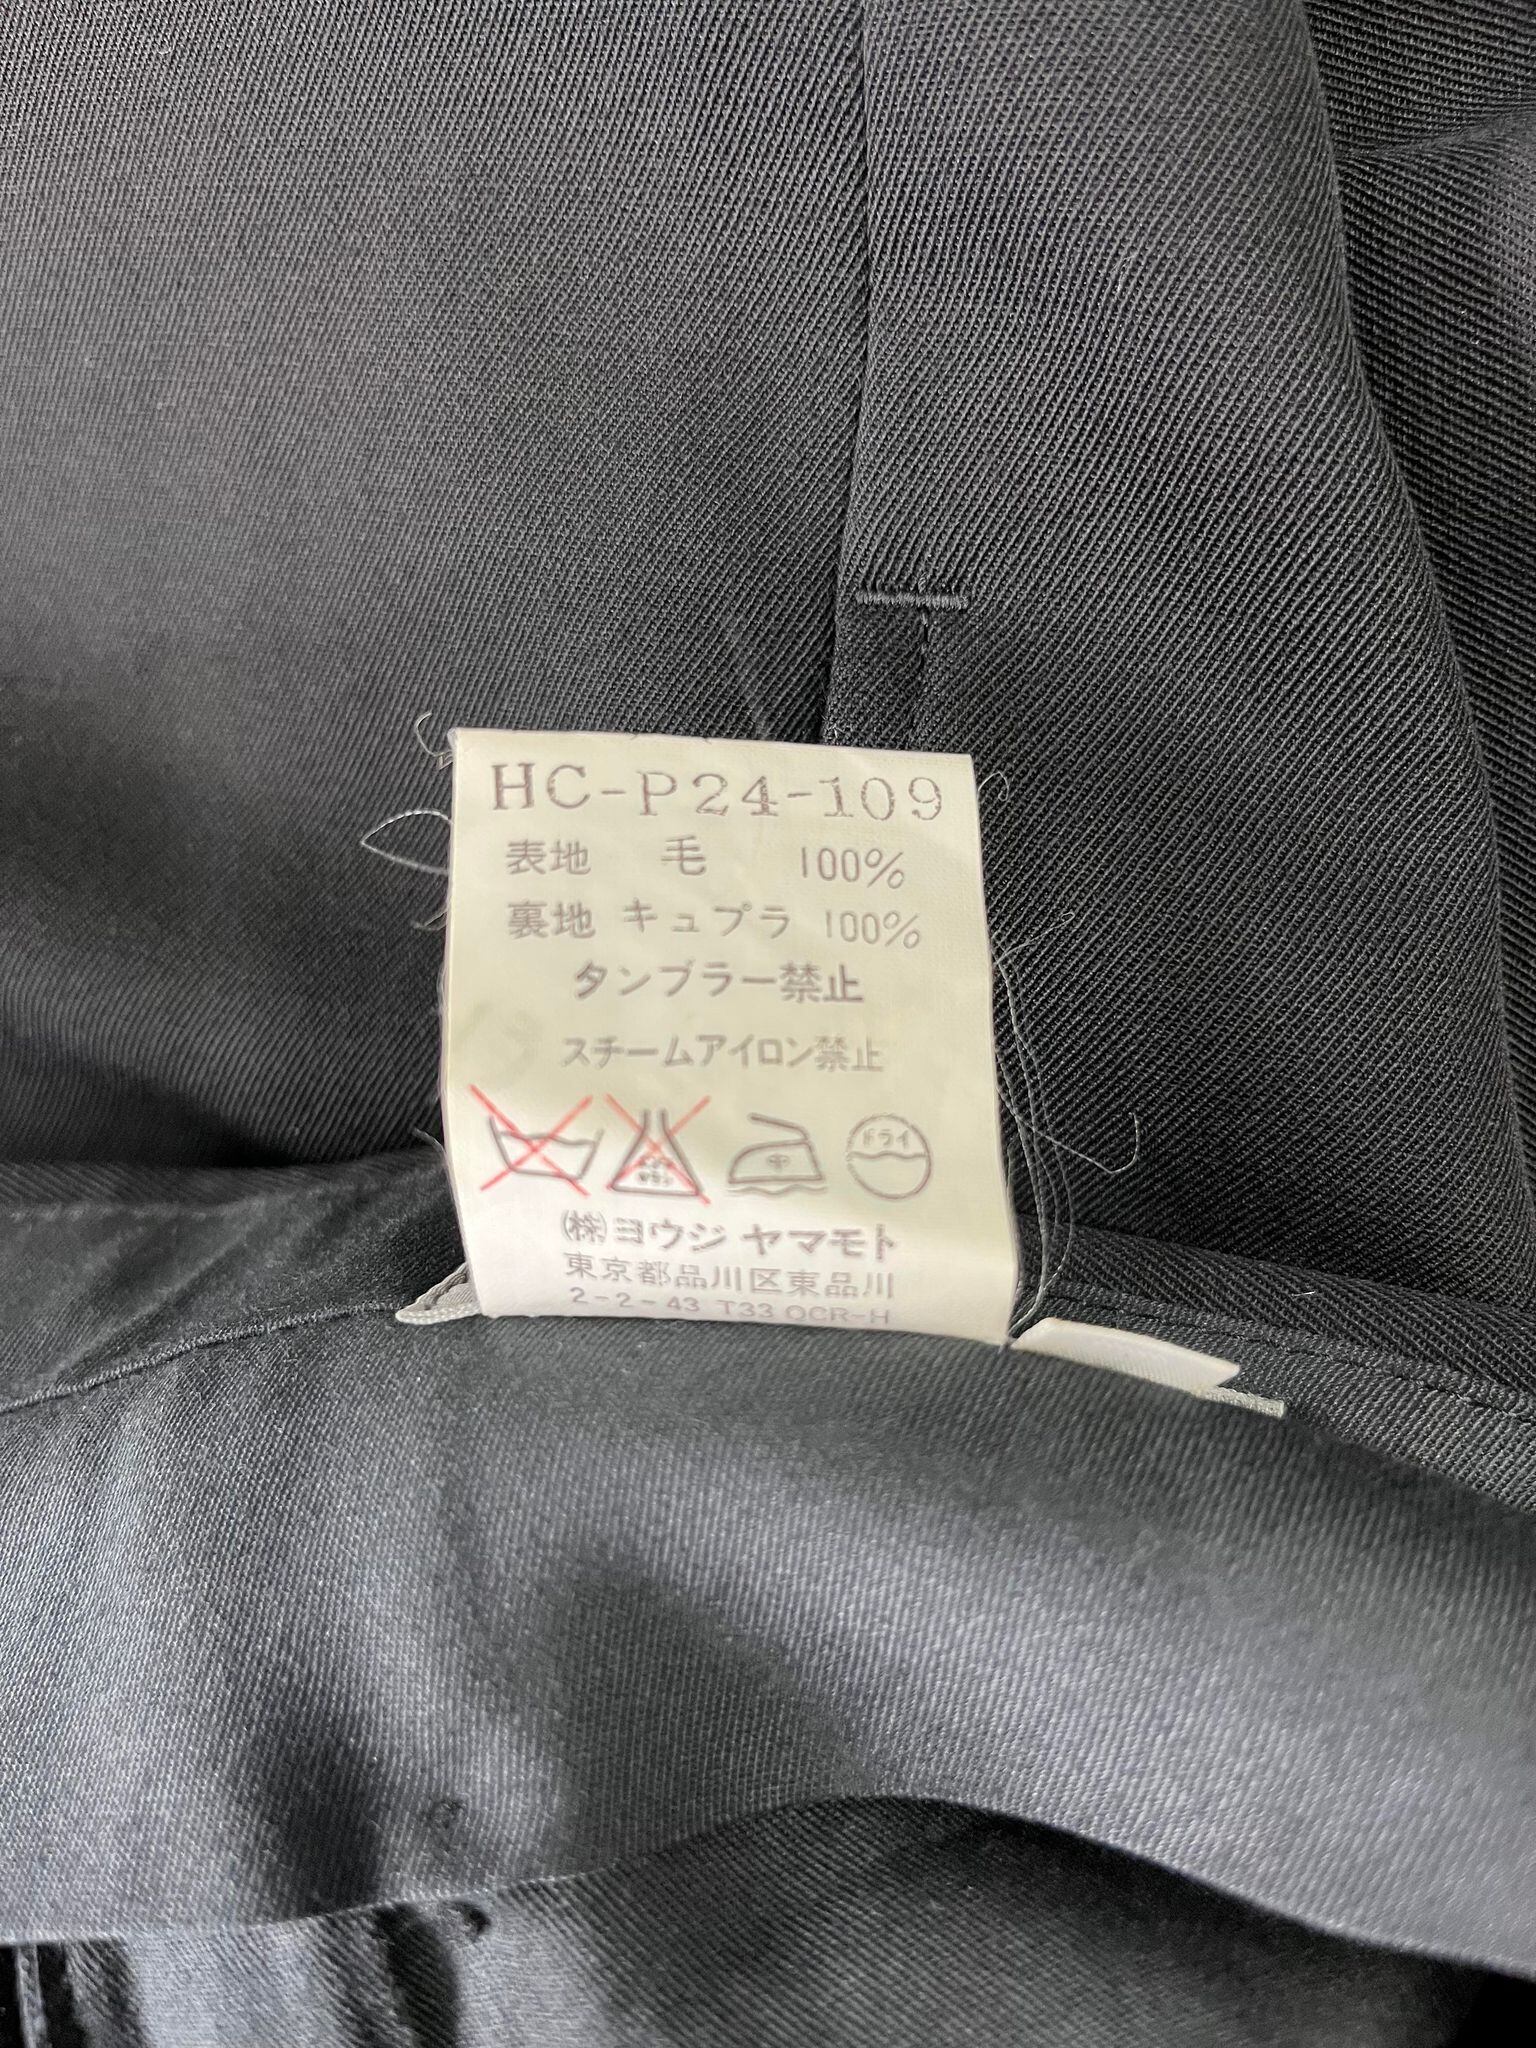 HC-P24-109
表地 毛 100%
裏地 キュプラ 100%
タンブラー禁止
スチームアイロン禁止
中 ドライ
(株)ヨウジ ヤマモト
東京都品川区東品川
2-2-43 T33 OCR-H